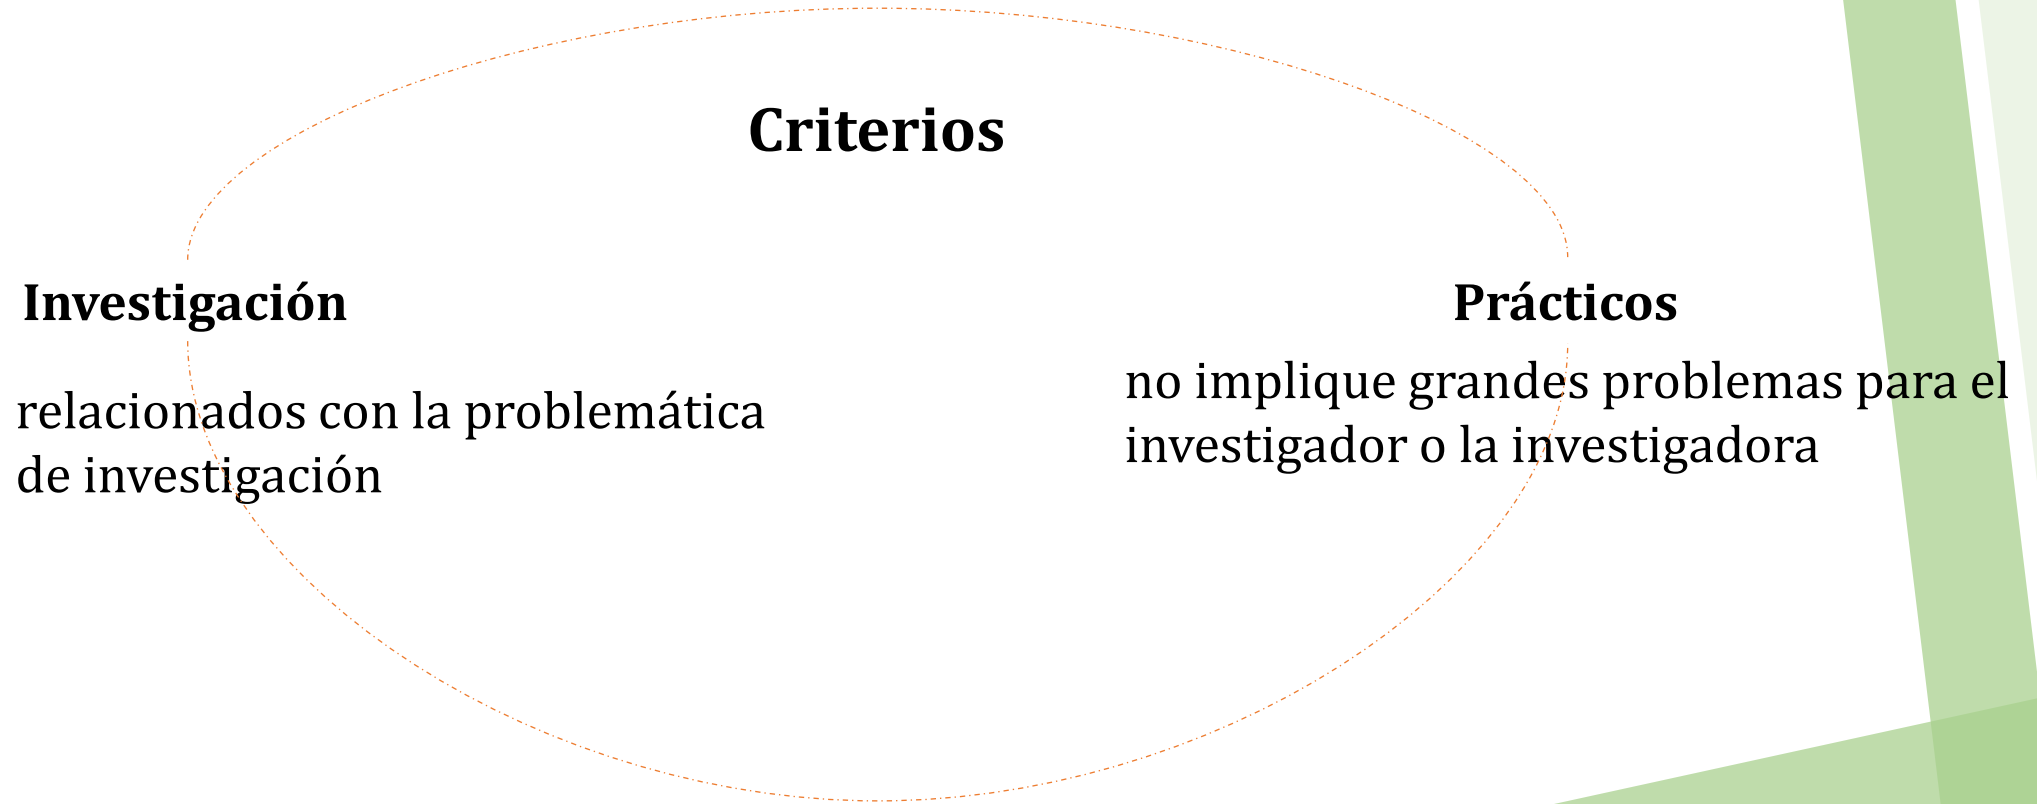 Criterios
Investigación
relacionados con la problemática
de investigación
Prácticos
no implique grandes problemas para el
investigador o la investigadora